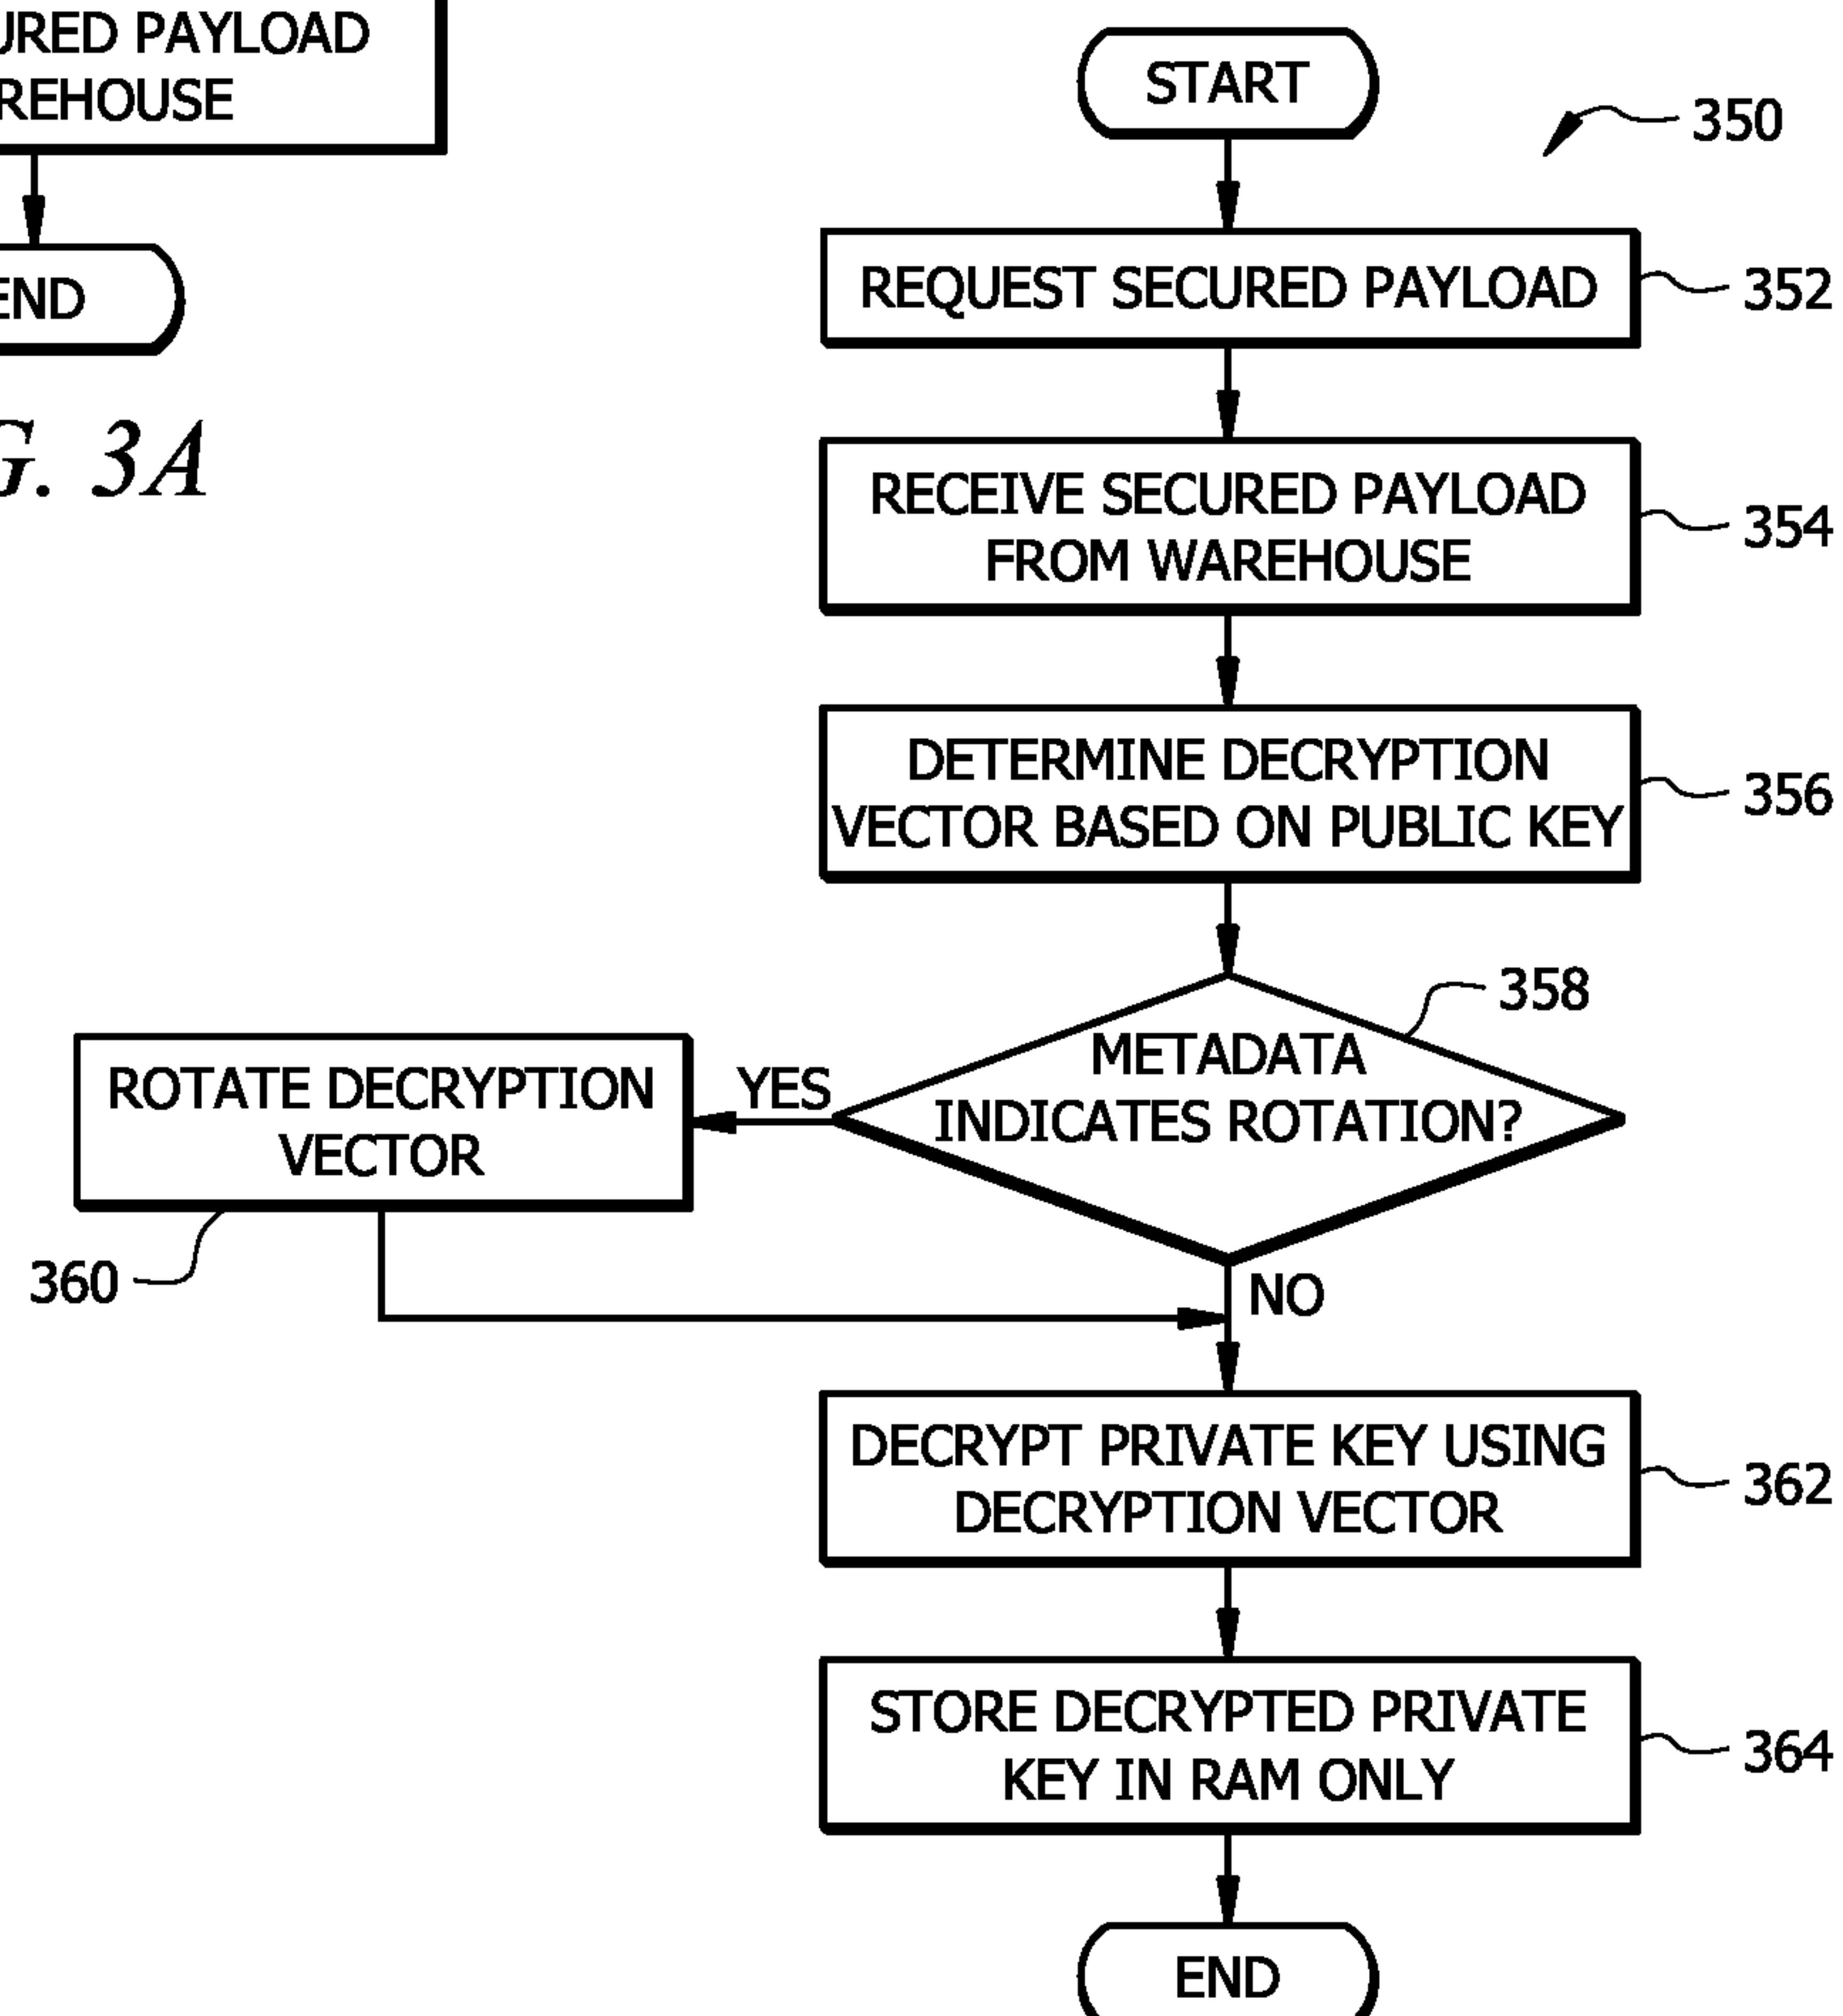 PAYLOAD
END
3A
START
350
REQUEST SECURED PAYLOAD
352
RECEIVE SECURED PAYLOAD
FROM WAREHOUSE
354
DETERMINE DECRYPTION
VECTOR BASED ON PUBLIC KEY
356
METADATA
INDICATES ROTATION?
358
YES
ROTATE DECRYPTION
VECTOR
360
NO
DECRYPT PRIVATE KEY USING
DECRYPTION VECTOR
362
STORE DECRYPTED PRIVATE
KEY IN RAM ONLY
364
END